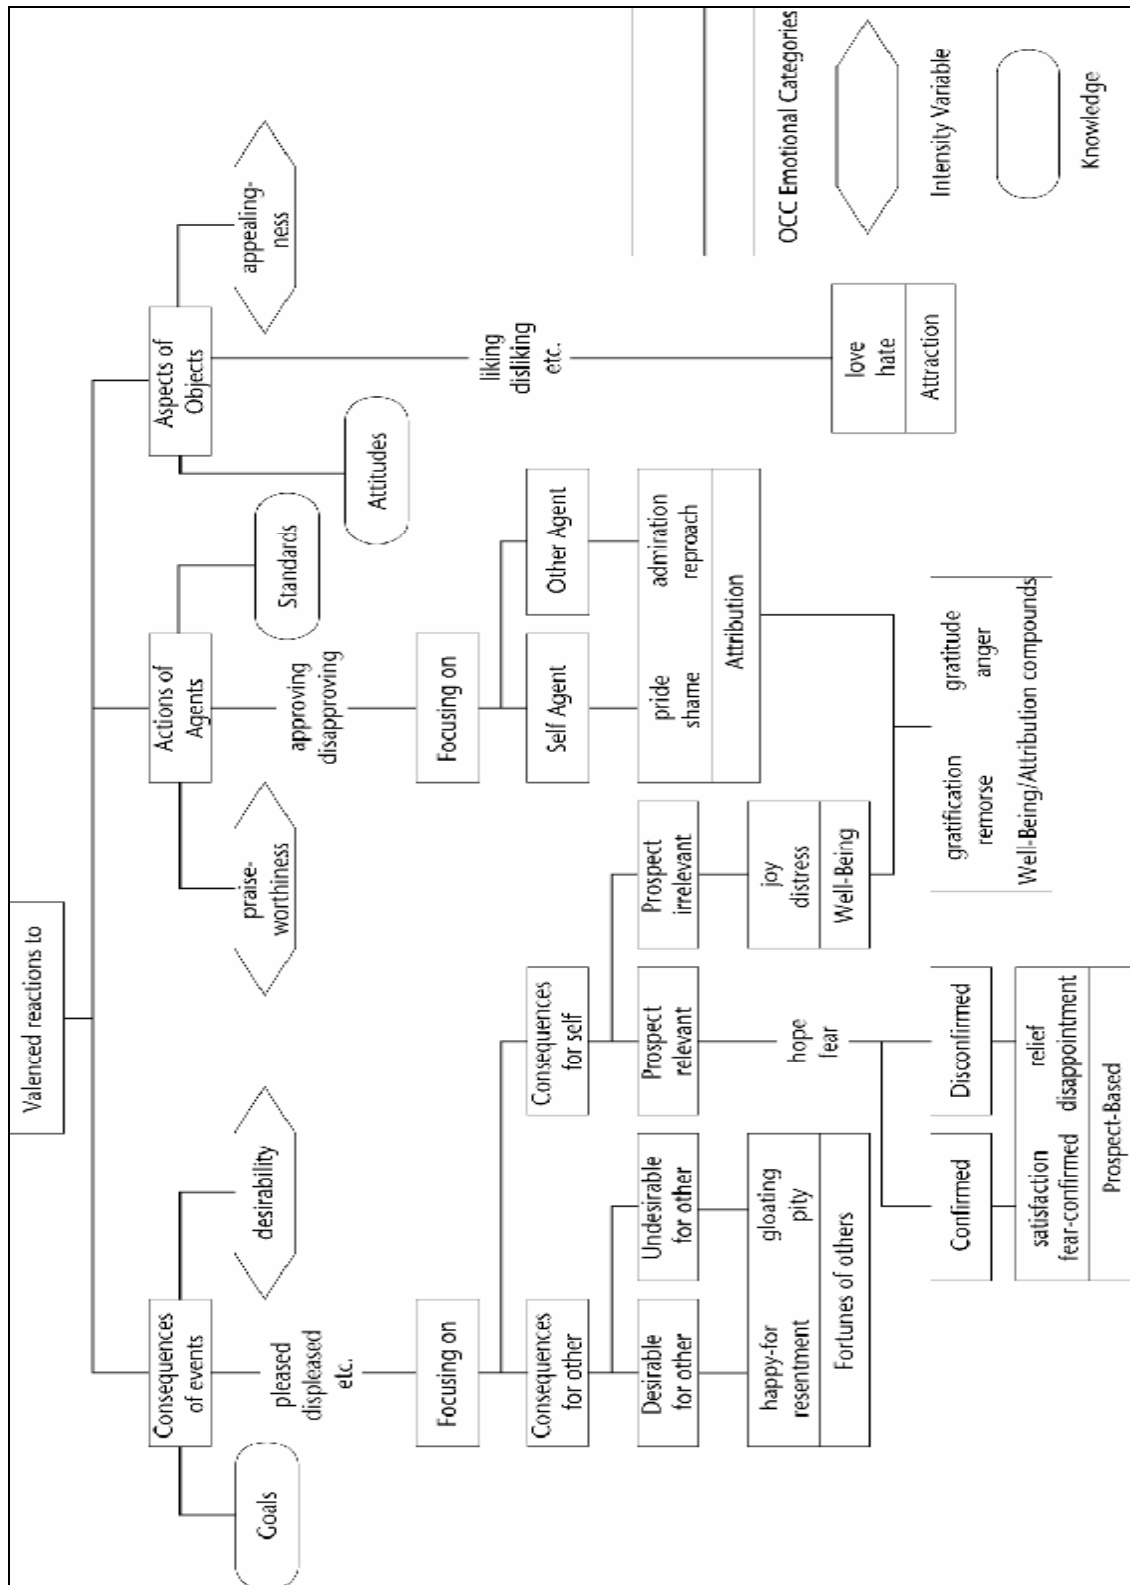 Valenced reactions to
Consequences
of events
Actions of
Agents
Aspects of
Objects
Goals
desirability
praise-
worthiness
Standards
Attitudes
appealing-
ness
pleased
displeased
etc.
approving
disapproving
liking
disliking
etc.
Focusing on
Focusing on
Consequences
for other
Consequences
for self
Self Agent
Other Agent
Desirable
for other
Undesirable
for other
Prospect
relevant
Prospect
irrelevant
pride
shame
admiration
reproach
Attribution
happy-for
resentment
gloating
pity
Fortunes of others
hope
fear
joy
distress
Well-Being
love
hate
Attraction
Confirmed
Disconfirmed
gratification
remorse
gratitude
anger
Well-Being/Attribution compounds
satisfaction
fear-confirmed
relief
disappointment
Prospect-Based
OCC Emotional Categories
Intensity Variable
Knowledge